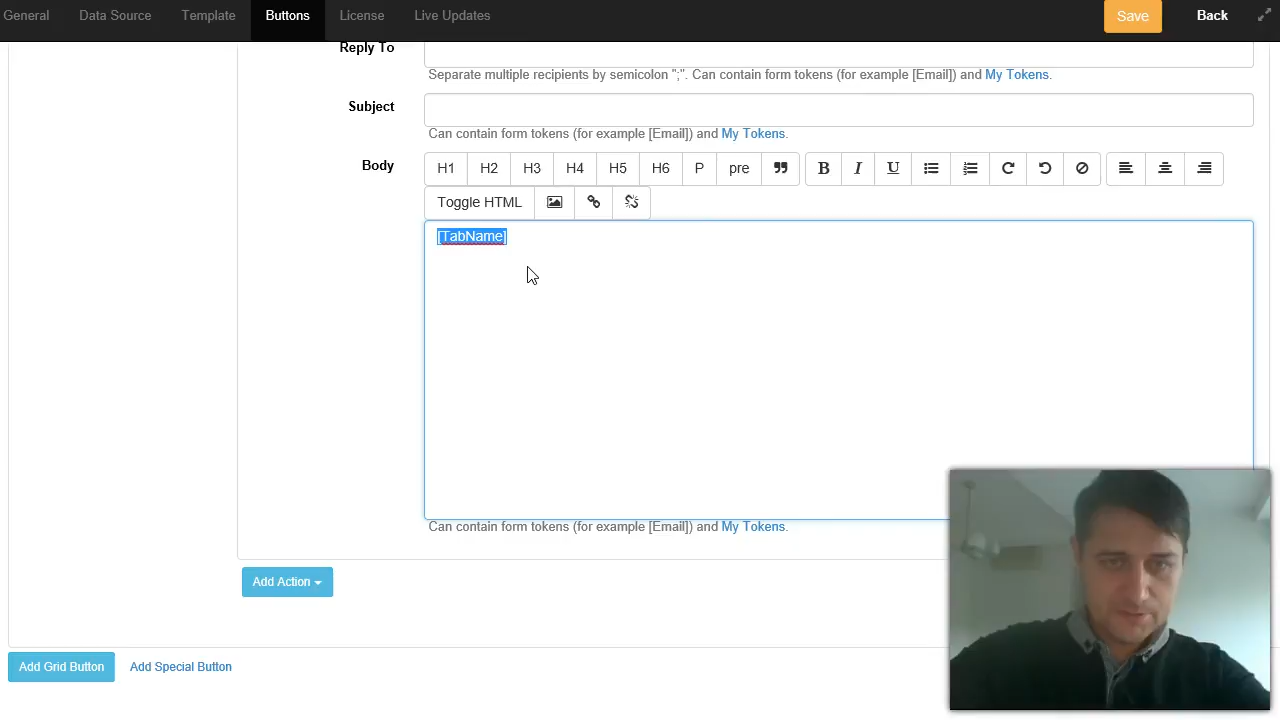 General Data Source Template Buttons License Live Updates Save Back
Reply To
Separate multiple recipients by semicolon ";". Can contain form tokens (for example [Email]) and My Tokens.
Subject
Can contain form tokens (for example [Email]) and My Tokens.
Body H1 H2 H3 H4 H5 H6 P pre B I U
Toggle HTML
[TabName]
Can contain form tokens (for example [Email]) and My Tokens.
Add Action
Add Grid Button Add Special Button